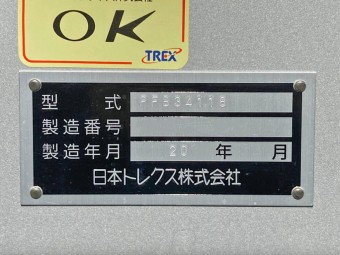 OK
TREX
型式
製造番号
製造年月 20 年 月
日本トレクス株式会社